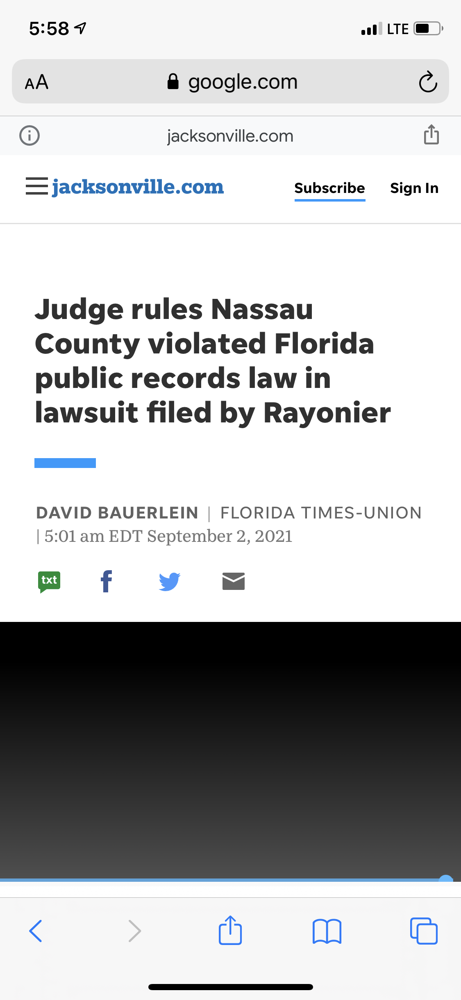 5:58
LTE
AA google.com
jacksonville.com
jacksonville.com Subscribe Sign In
Judge rules Nassau
County violated Florida
public records law in
lawsuit filed by Rayonier
DAVID BAUERLEIN | FLORIDA TIMES-UNION
| 5:01 am EDT September 2, 2021
txt